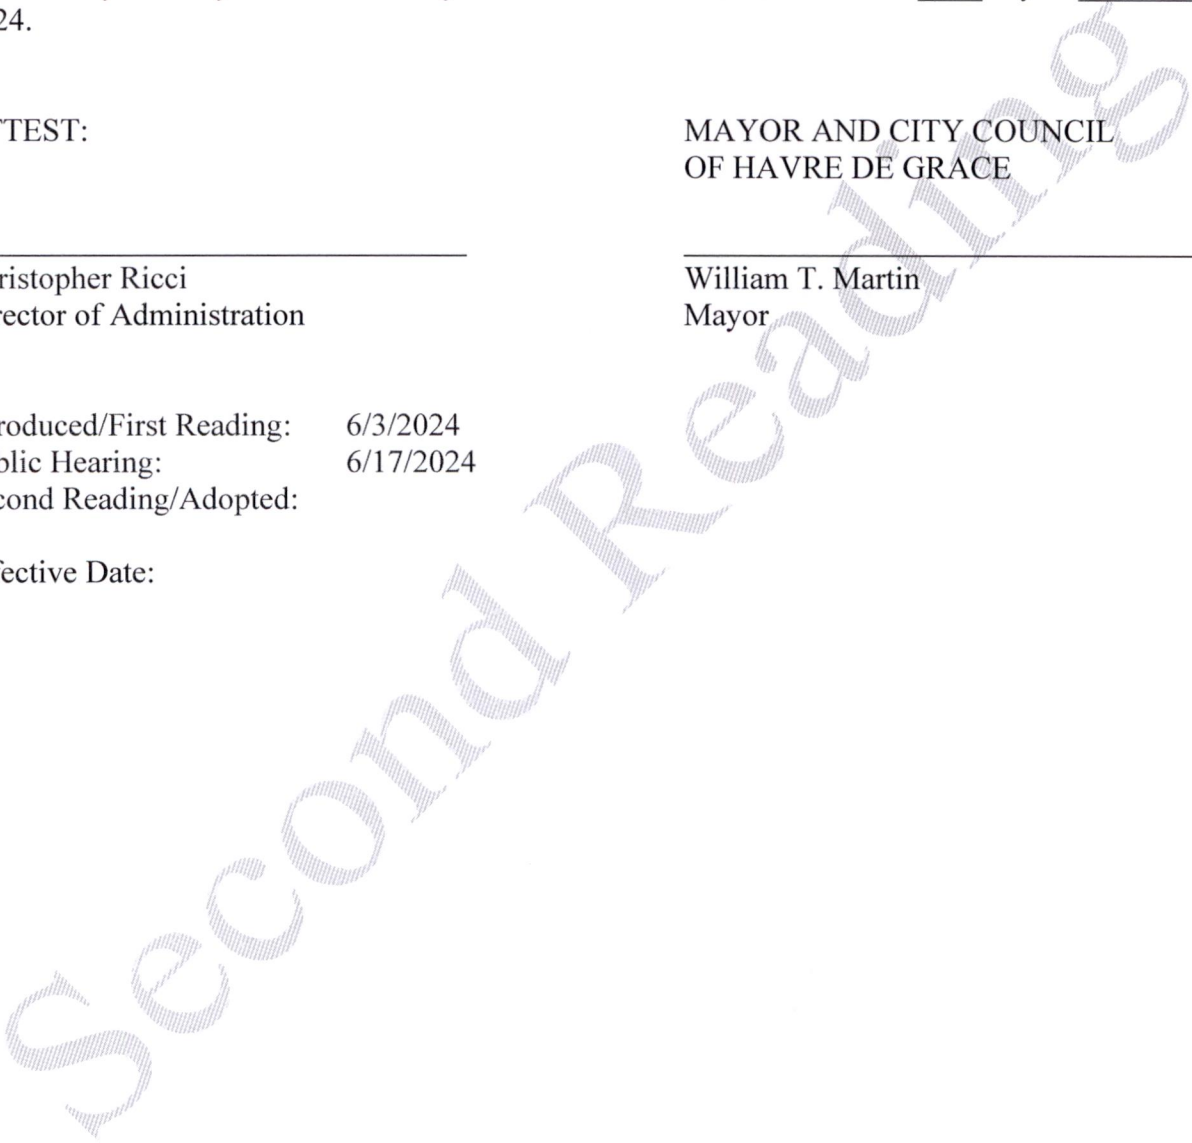 24.
TTEST:
MAYOR AND CITY COUNCIL
OF HAVRE DE GRACE
ristopher Ricci
rector of Administration
William T. Martin
Mayor
roduced/First Reading: 6/3/2024
blic Hearing: 6/17/2024
cond Reading/Adopted:
fective Date:
Second Reading